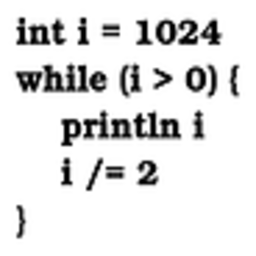 int i = 1024
while (i > 0) {
println i
i /= 2
}